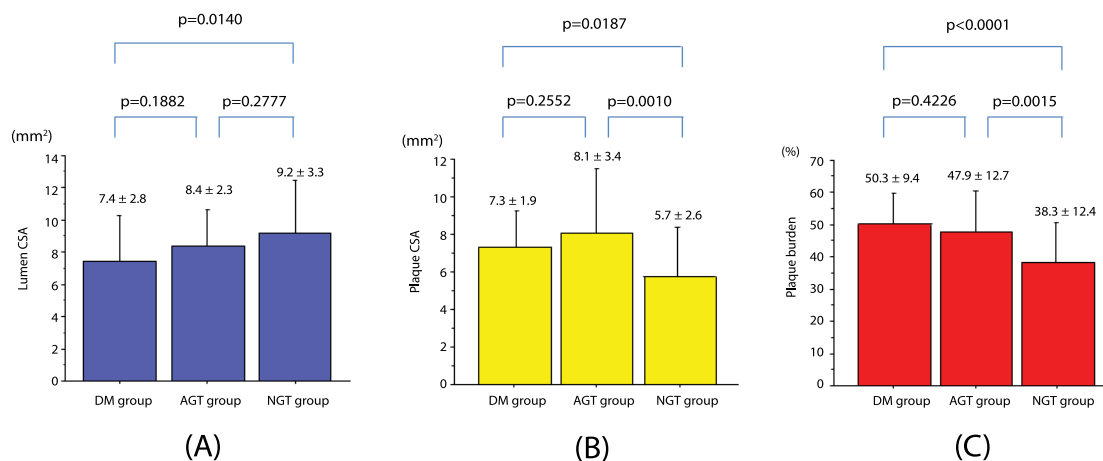 p=0.0140
p=0.1882 p=0.2777
(mm²)
Lumen CSA
14
12
10
8
6
4
2
0
7.4 ± 2.8
8.4 ± 2.3
9.2 ± 3.3
DM group AGT group NGT group
(A)
p=0.0187
p=0.2552 p=0.0010
(mm²)
Plaque CSA
12
10
8
6
4
2
0
7.3 ± 1.9
8.1 ± 3.4
5.7 ± 2.6
DM group AGT group NGT group
(B)
p<0.0001
p=0.4226 p=0.0015
(%)
Plaque burden
70
60
50
40
30
20
10
0
50.3 ± 9.4
47.9 ± 12.7
38.3 ± 12.4
DM group AGT group NGT group
(C)